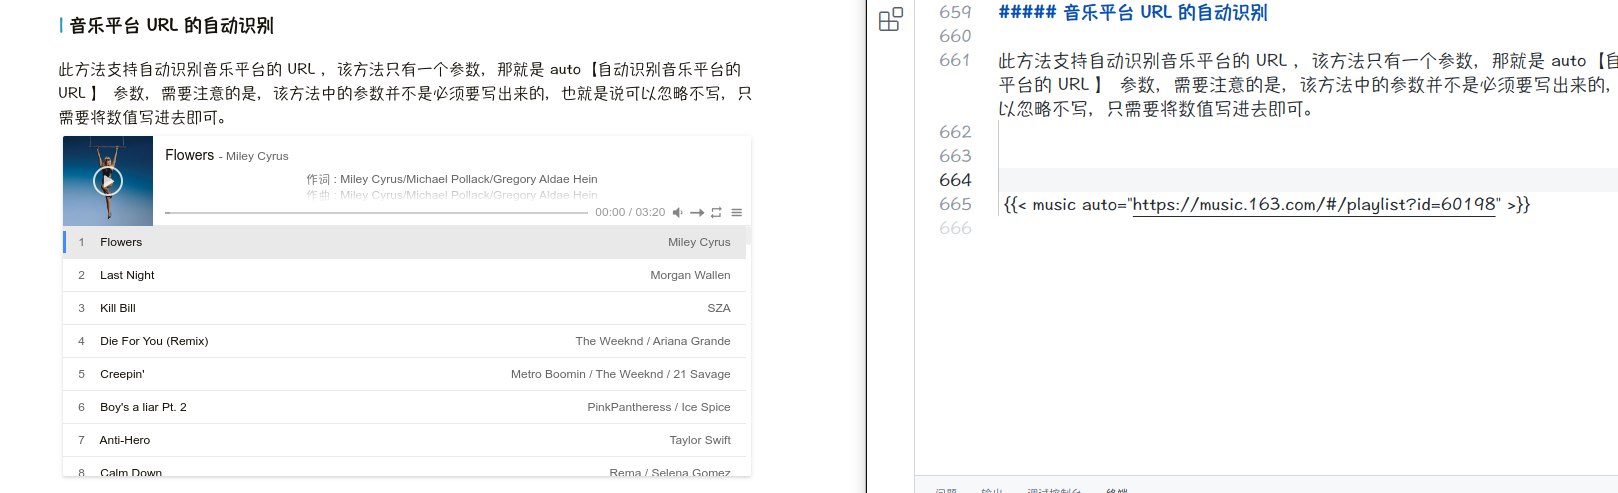 音乐平台 URL 的自动识别
此方法支持自动识别音乐平台的 URL ，该方法只有一个参数，那就是 auto【自动识别音乐平台的
URL 】 参数，需要注意的是，该方法中的参数并不是必须要写出来的，也就是说可以忽略不写，只
需要将数值写进去即可。
Flowers - Miley Cyrus
作词 : Miley Cyrus/Michael Pollack/Gregory Aldae Hein
作曲 : Miley Cyrus/Michael Pollack/Gregory Aldae Hein
00:00 / 03:20
1 Flowers Miley Cyrus
2 Last Night Morgan Wallen
3 Kill Bill SZA
4 Die For You (Remix) The Weeknd / Ariana Grande
5 Creepin' Metro Boomin / The Weeknd / 21 Savage
6 Boy's a liar Pt. 2 PinkPantheress / Ice Spice
7 Anti-Hero Taylor Swift
8 Calm Down Rema / Selena Gomez
659 ##### 音乐平台 URL 的自动识别
660
661 此方法支持自动识别音乐平台的 URL ，该方法只有一个参数，那就是 auto【自
平台的 URL 】 参数，需要注意的是，该方法中的参数并不是必须要写出来的，
以忽略不写，只需要将数值写进去即可。
662
663
664
665 {{< music auto="https://music.163.com/#/playlist?id=60198" >}}
666
问题 输出 调试控制台 终端